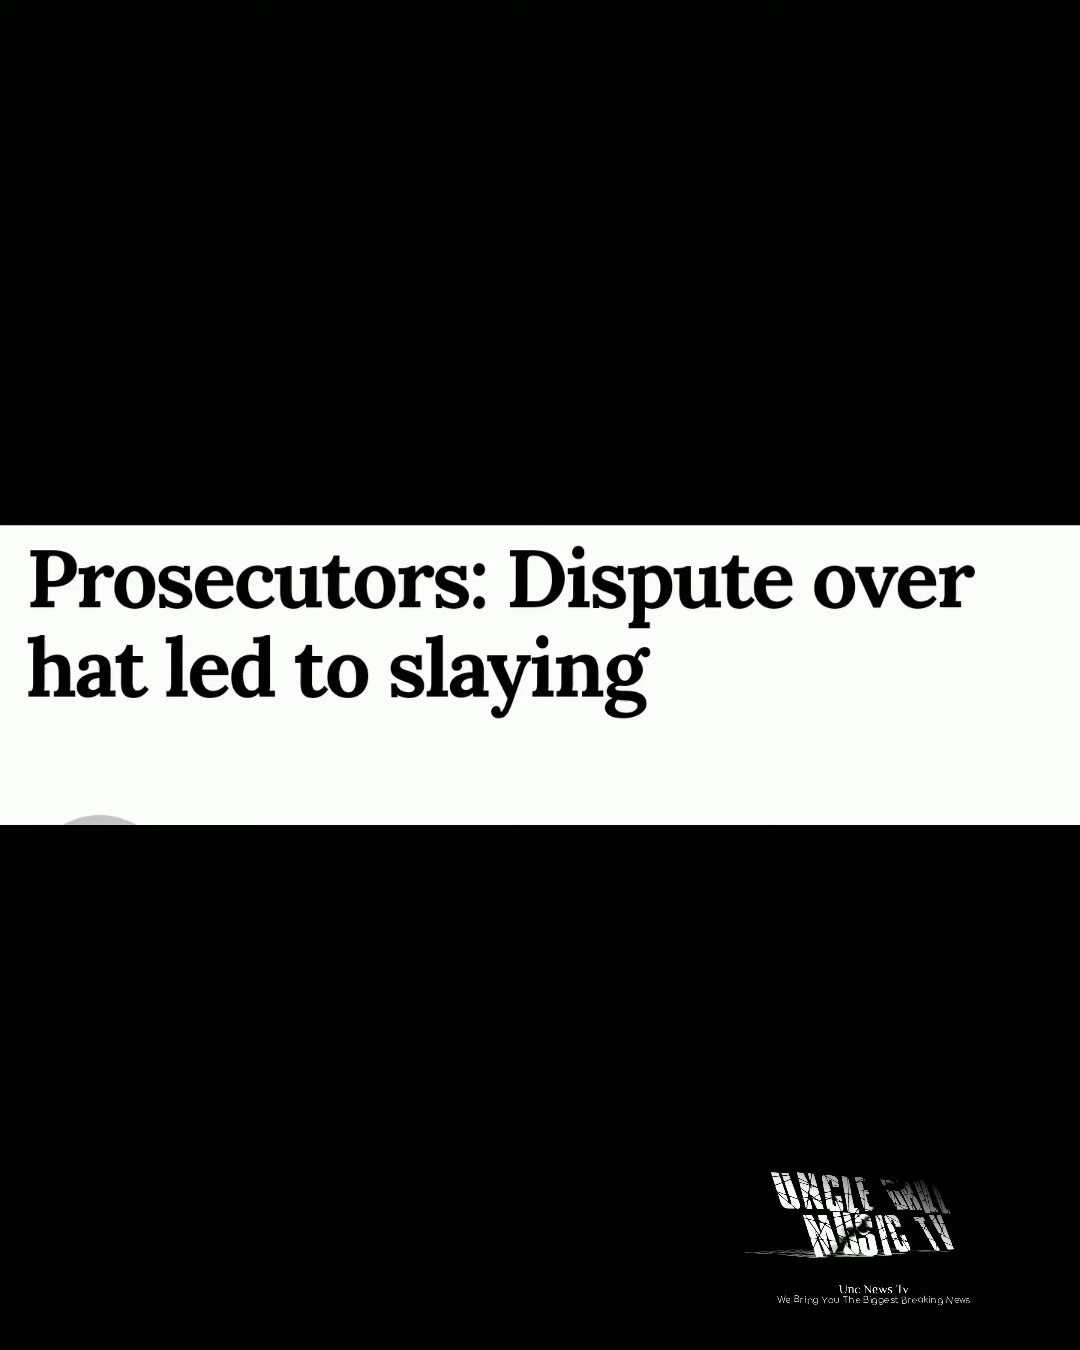 Prosecutors: Dispute over
hat led to slaying
UNCLE
MUSIC TV
Unc News Tv
We Bring You The Biggest Breaking News